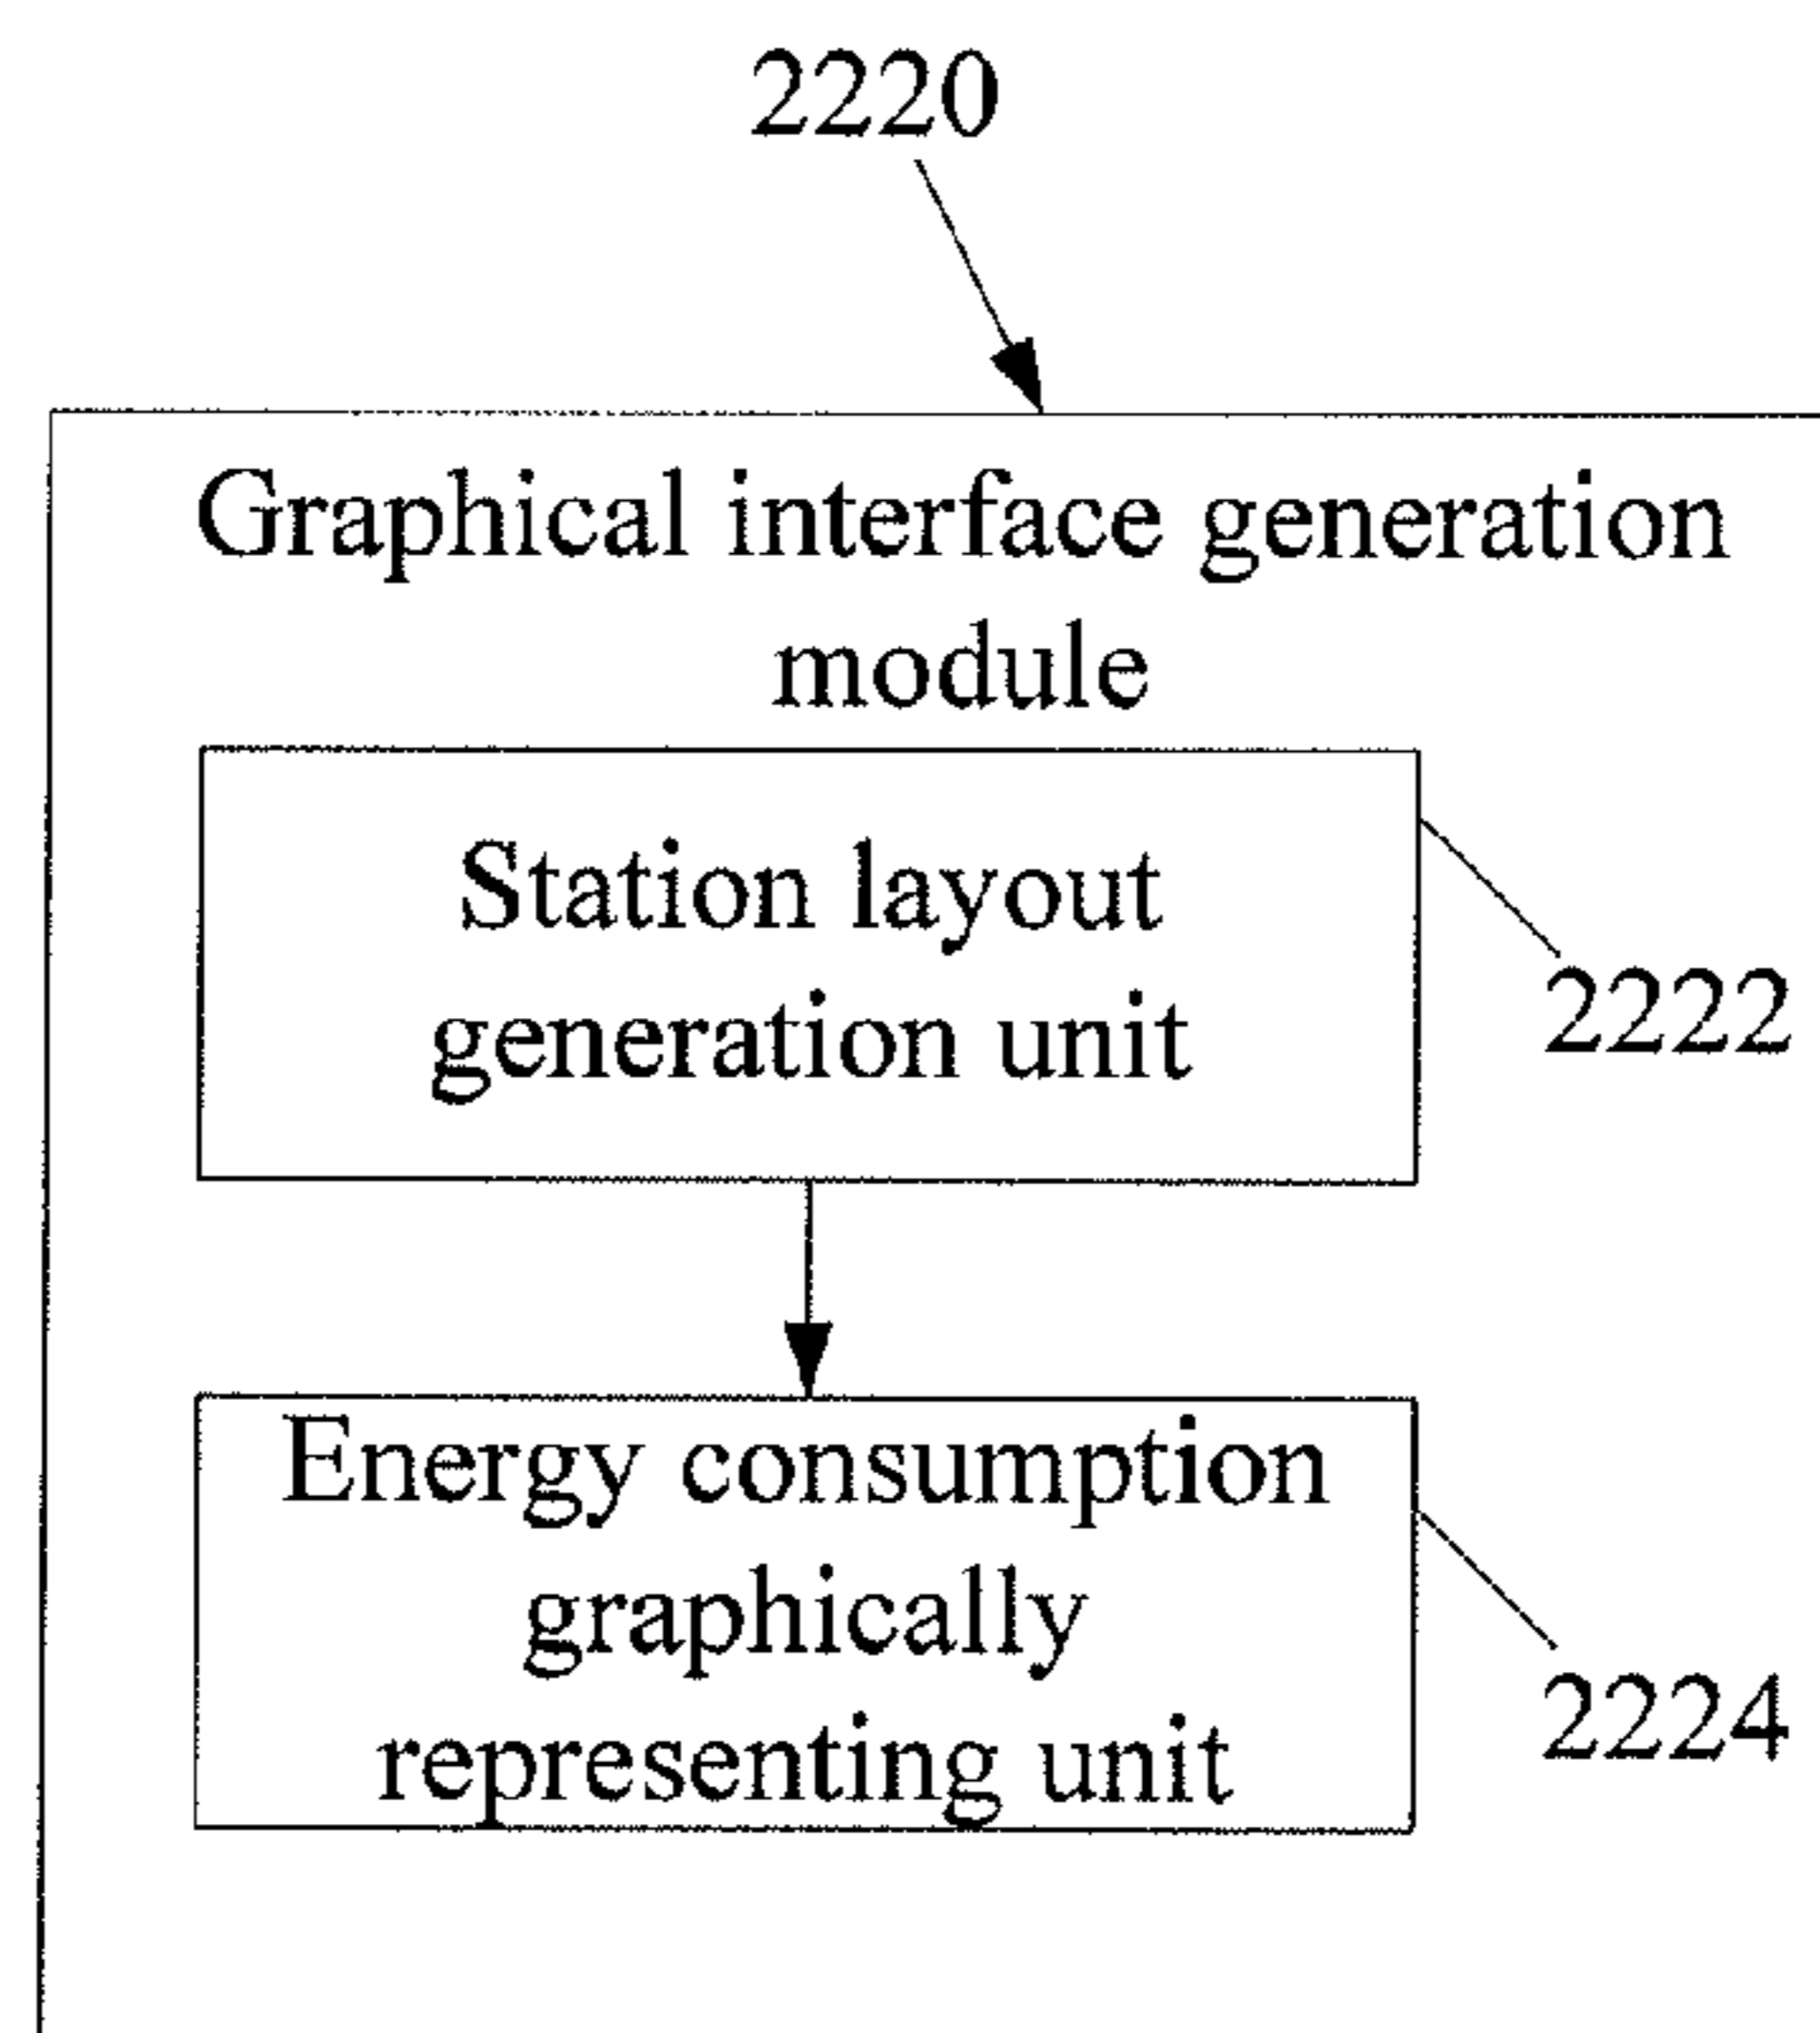 2220
Graphical interface generation
module
Station layout
generation unit
2222
Energy consumption
graphically
representing unit
2224